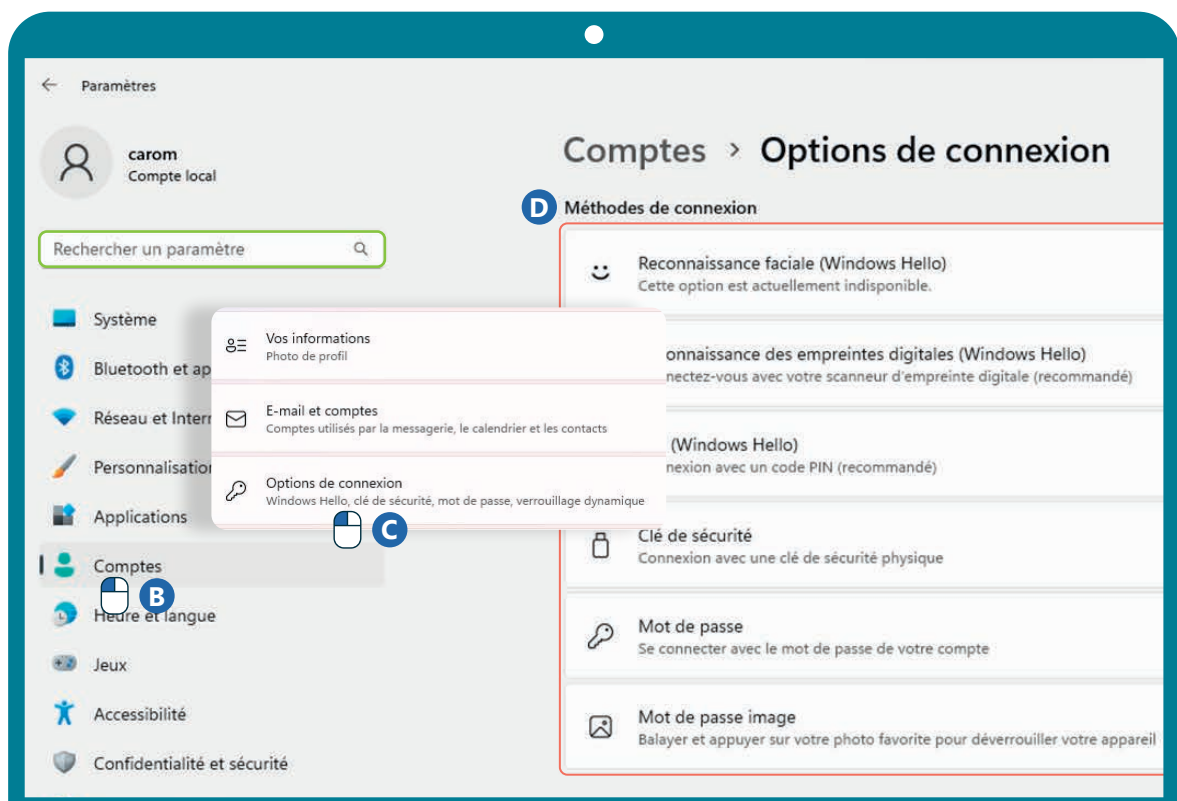 Paramètres
carom
Compte local
Rechercher un paramètre
Système
Bluetooth et ap
Réseau et Intern
Personnalisation
Applications
Comptes
B
Heure et langue
Jeux
Accessibilité
Confidentialité et sécurité
Vos informations
Photo de profil
E-mail et comptes
Comptes utilisés par la messagerie, le calendrier et les contacts
Options de connexion
Windows Hello, clé de sécurité, mot de passe, verrouillage dynamique
C
Comptes > Options de connexion
D Méthodes de connexion
Reconnaissance faciale (Windows Hello)
Cette option est actuellement indisponible.
onnaissance des empreintes digitales (Windows Hello)
nectez-vous avec votre scanneur d'empreinte digitale (recommandé)
(Windows Hello)
nexion avec un code PIN (recommandé)
Clé de sécurité
Connexion avec une clé de sécurité physique
Mot de passe
Se connecter avec le mot de passe de votre compte
Mot de passe image
Balayer et appuyer sur votre photo favorite pour déverrouiller votre appareil